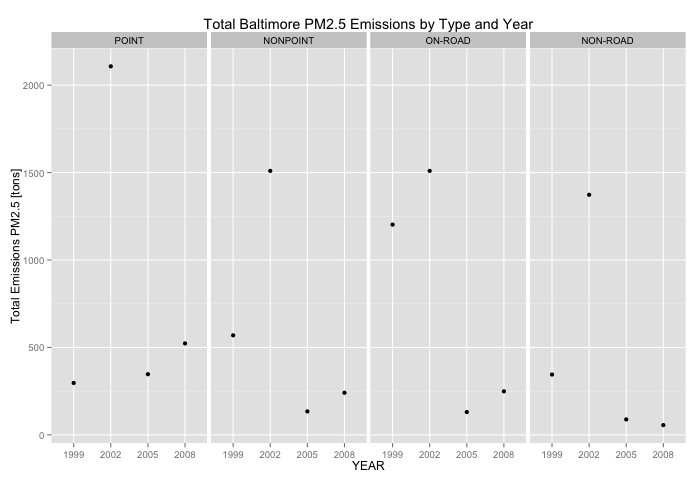 Total Baltimore PM2.5 Emissions by Type and Year
POINT NONPOINT ON-ROAD NON-ROAD
Total Emissions PM2.5 [tons]
2000
1500
1000
500
0
1999 2002 2005 2008 1999 2002 2005 2008 1999 2002 2005 2008 1999 2002 2005 2008
YEAR